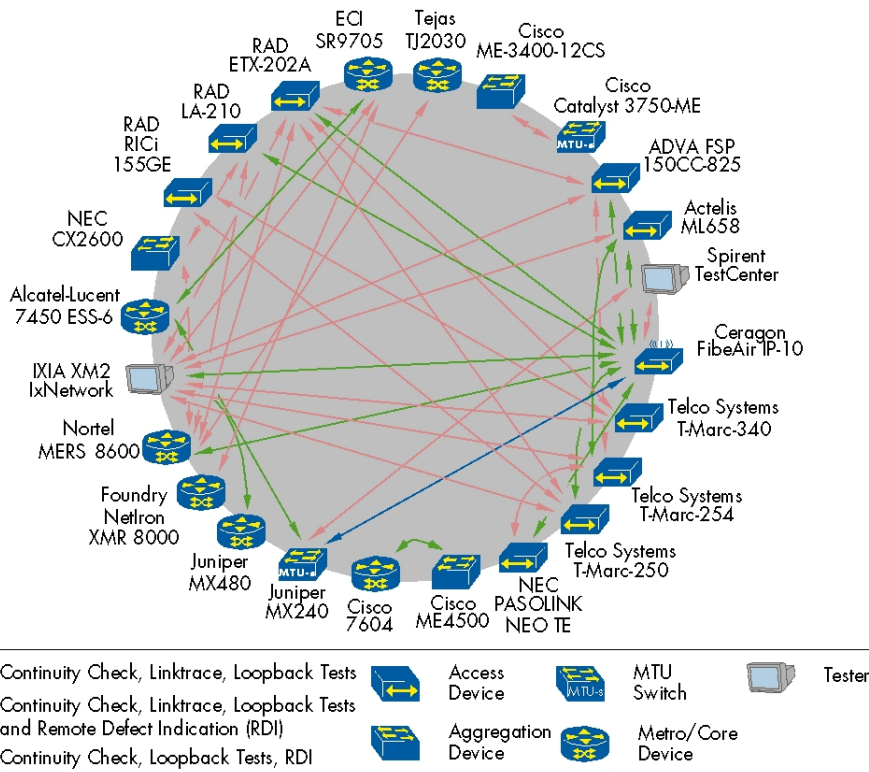 ECI
SR9705
Tejas
TJ2030
Cisco
ME-3400-12CS
Cisco
Catalyst 3750-ME
MTU-s
ADVA FSP
150CC-825
Actelis
ML658
Spirent
TestCenter
Ceragon
FibeAir IP-10
Telco Systems
T-Marc-340
Telco Systems
T-Marc-254
Telco Systems
T-Marc-250
NEC
PASOLINK
NEO TE
Cisco
ME4500
Cisco
7604
MTU-s
Juniper
MX240
Juniper
MX480
Foundry
NetIron
XMR 8000
Nortel
MERS 8600
IXIA XM2
IxNetwork
Alcatel-Lucent
7450 ESS-6
NEC
CX2600
RAD
RICi
155GE
RAD
LA-210
RAD
ETX-202A
Continuity Check, Linktrace, Loopback Tests
Continuity Check, Linktrace, Loopback Tests
and Remote Defect Indication (RDI)
Continuity Check, Loopback Tests, RDI
Access
Device
Aggregation
Device
MTU-s
MTU
Switch
Metro/Core
Device
Tester